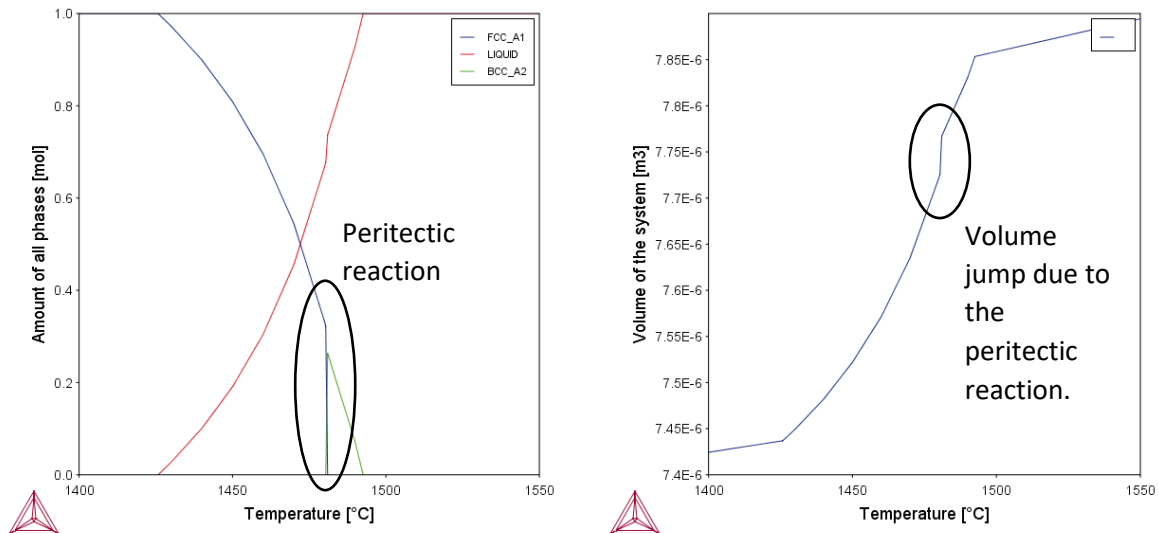 Amount of all phases [mol]
1.0
0.8
0.6
0.4
0.2
0.0
FCC_A1
LIQUID
BCC_A2
Peritectic
reaction
1400
1450
1500
1550
Temperature [°C]
Volume of the system [m3]
7.85E-6
7.8E-6
7.75E-6
7.7E-6
7.65E-6
7.6E-6
7.55E-6
7.5E-6
7.45E-6
7.4E-6
Volume
jump due to
the
peritectic
reaction.
1400
1450
1500
1550
Temperature [°C]